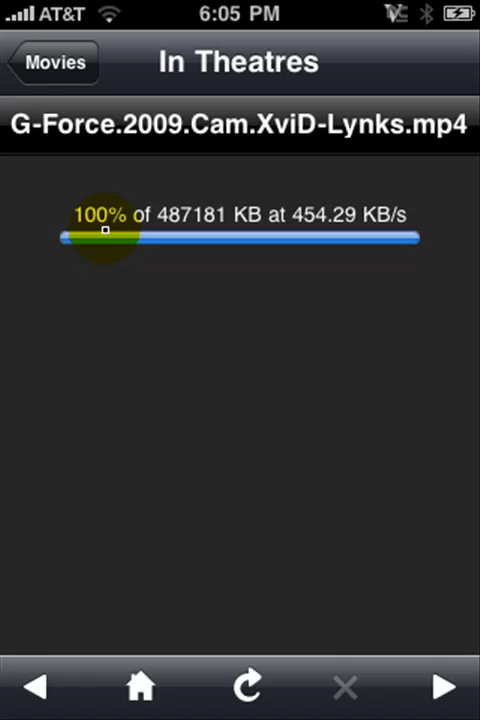 AT&T 6:05 PM
Movies
In Theatres
G-Force.2009.Cam.XviD-Lynks.mp4
100% of 487181 KB at 454.29 KB/s